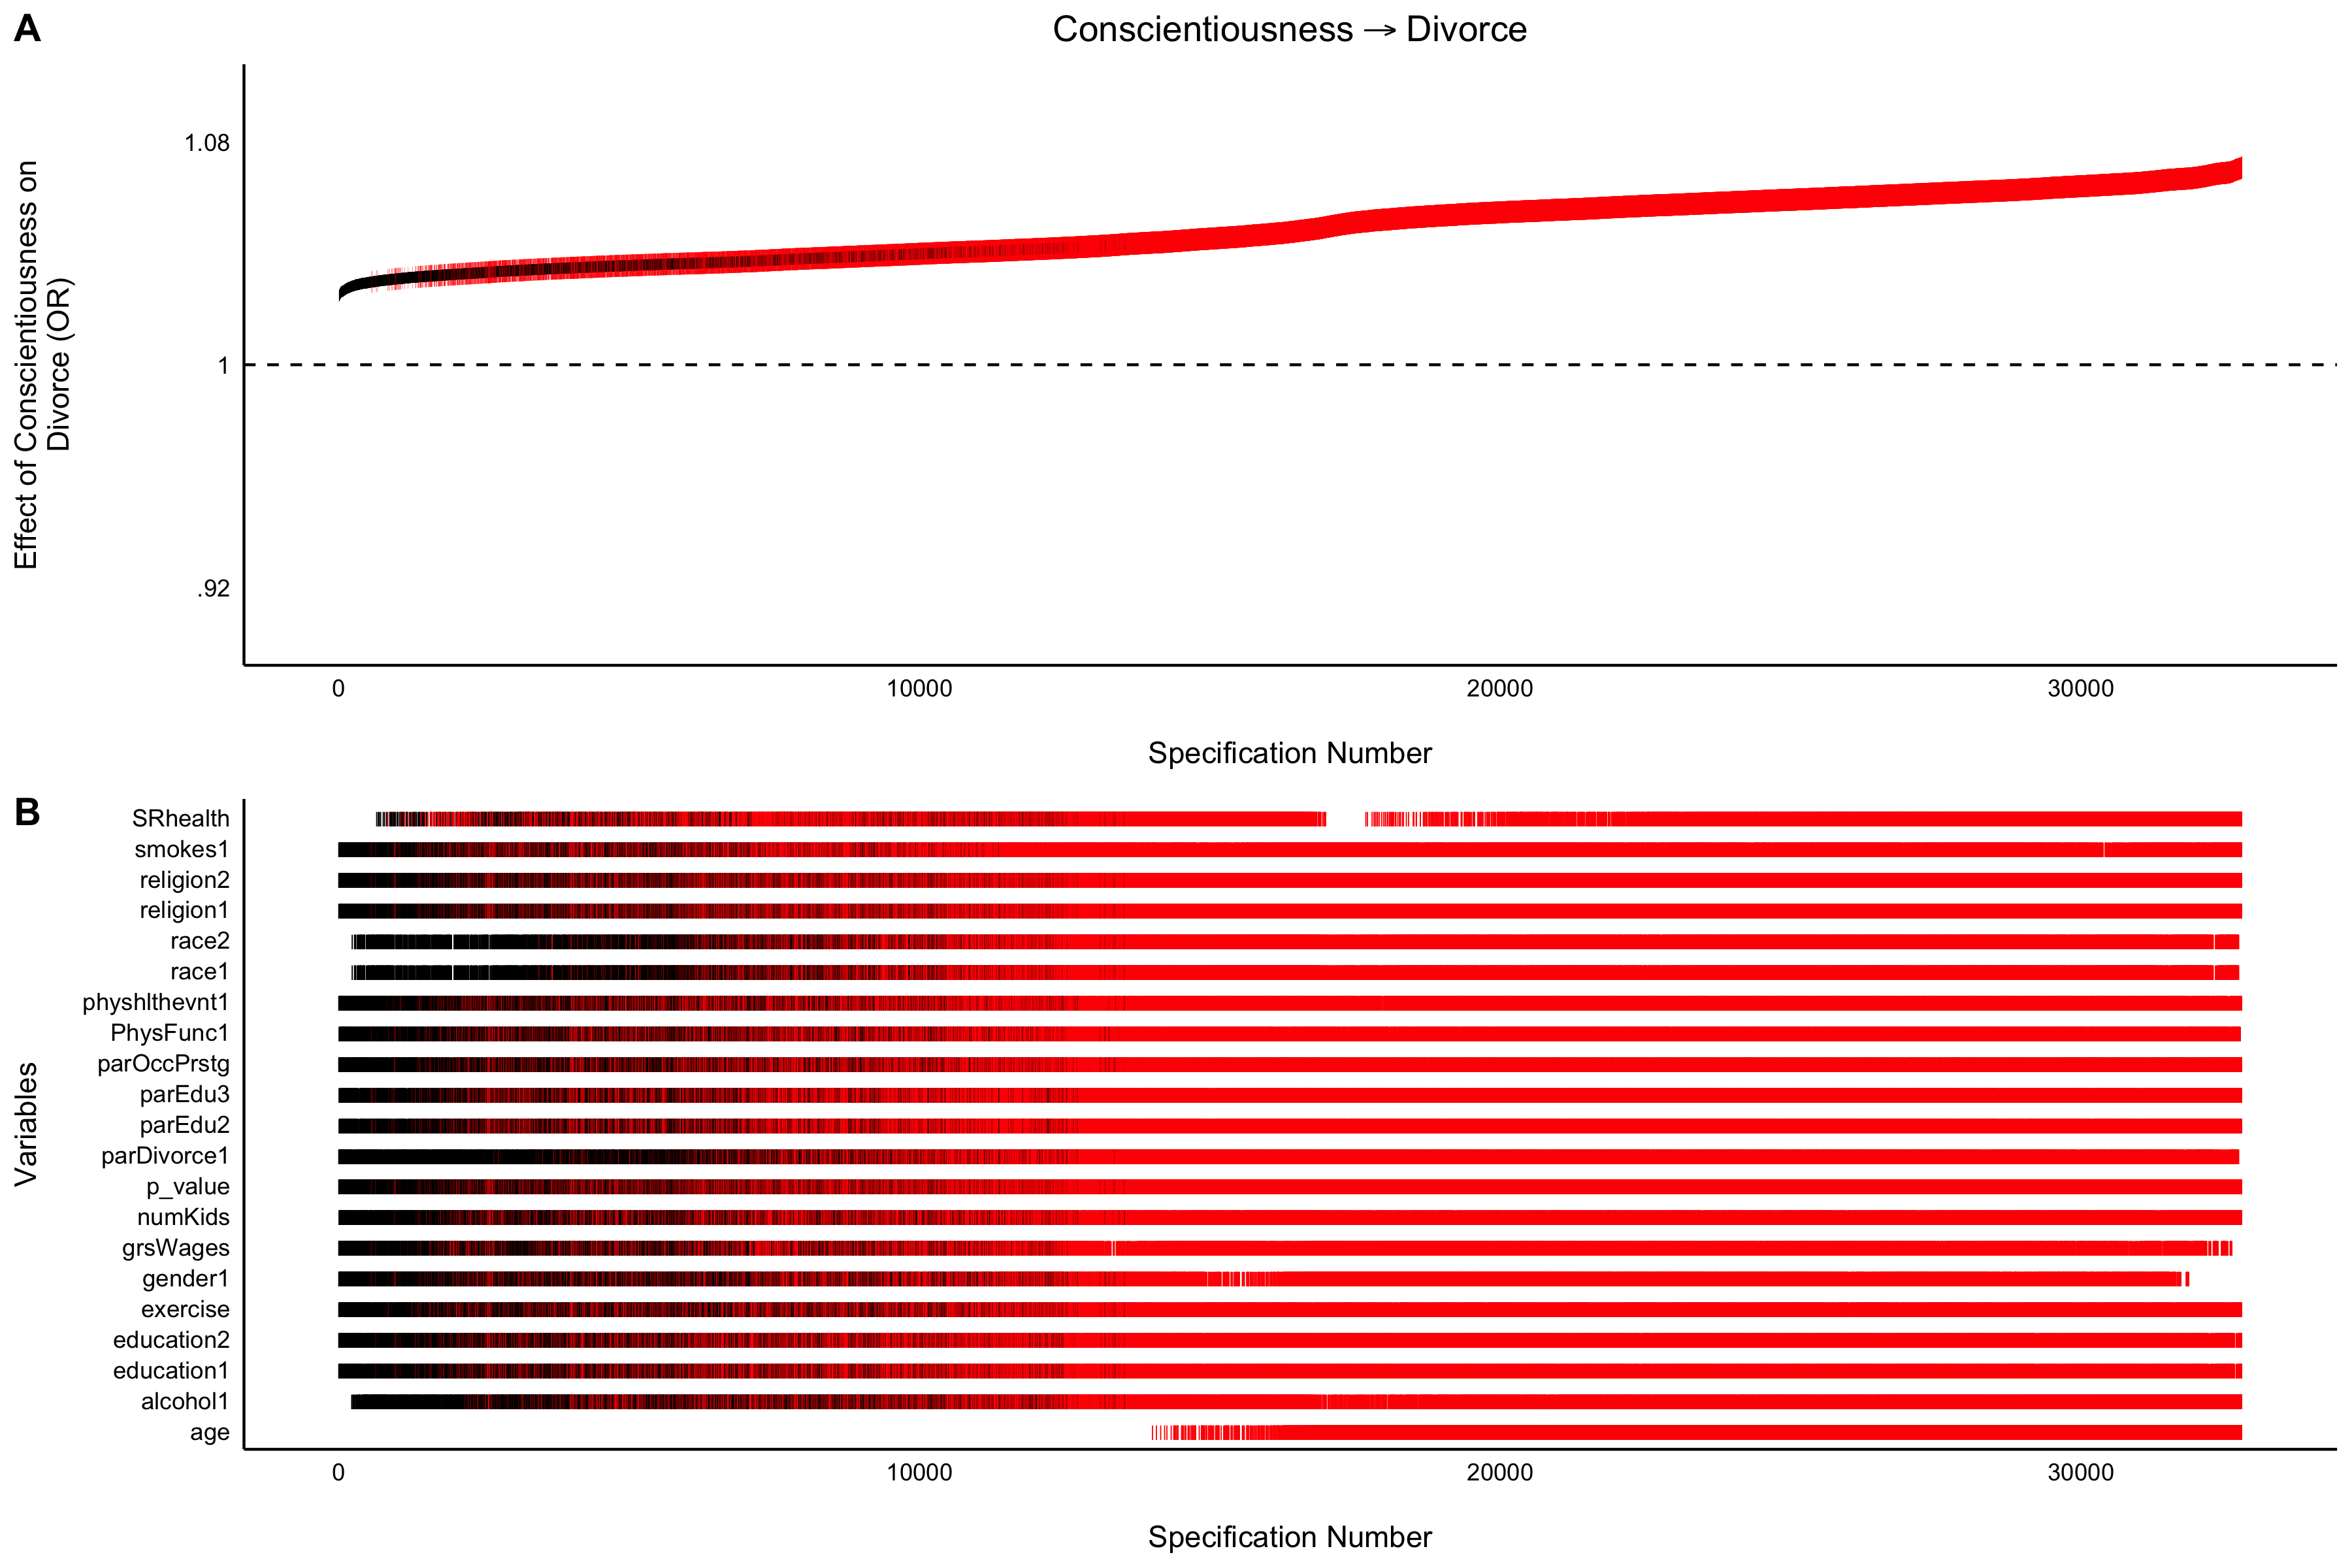 A
Conscientiousness → Divorce
Effect of Conscientiousness on
Divorce (OR)
1.08
1
.92
0
10000
20000
30000
Specification Number
B
Variables
SRhealth
smokes1
religion2
religion1
race2
race1
physhlthevnt1
PhysFunc1
parOccPrstg
parEdu3
parEdu2
parDivorce1
p_value
numKids
grsWages
gender1
exercise
education2
education1
alcohol1
age
0
10000
20000
30000
Specification Number